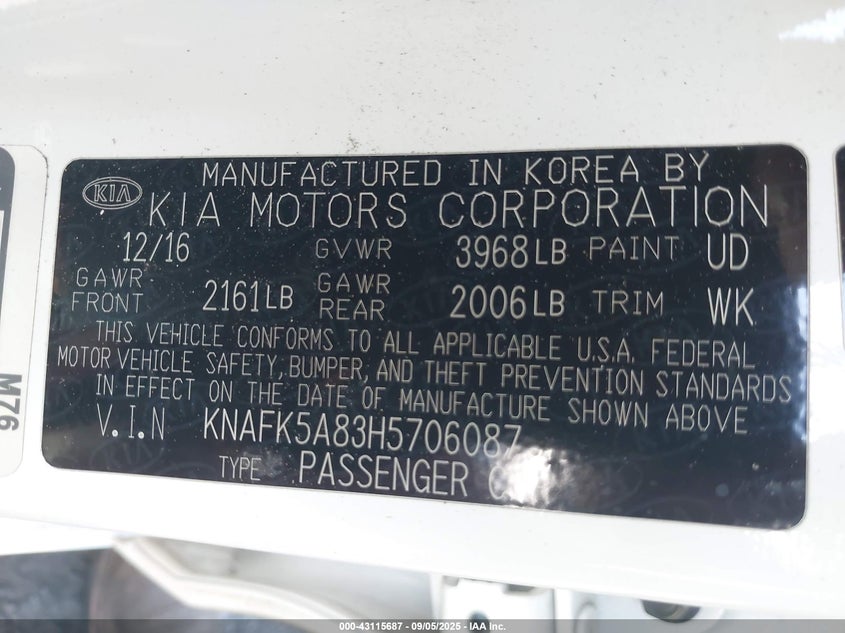 MANUFACTURED IN KOREA BY
KIA
KIA MOTORS CORPORATION
12/16 GVWR 3968LB PAINT UD
GAWR FRONT 2161LB GAWR REAR 2006LB TRIM WK
THIS VEHICLE CONFORMS TO ALL APPLICABLE U.S.A. FEDERAL
MOTOR VEHICLE SAFETY, BUMPER, AND THEFT PREVENTION STANDARDS
IN EFFECT ON THE DATE OF MANUFACTURE SHOWN ABOVE
V.I.N KNAFK5A83H5706087
TYPE PASSENGER
M76
000-43115687 - 09/05/2025 - IAA Inc.